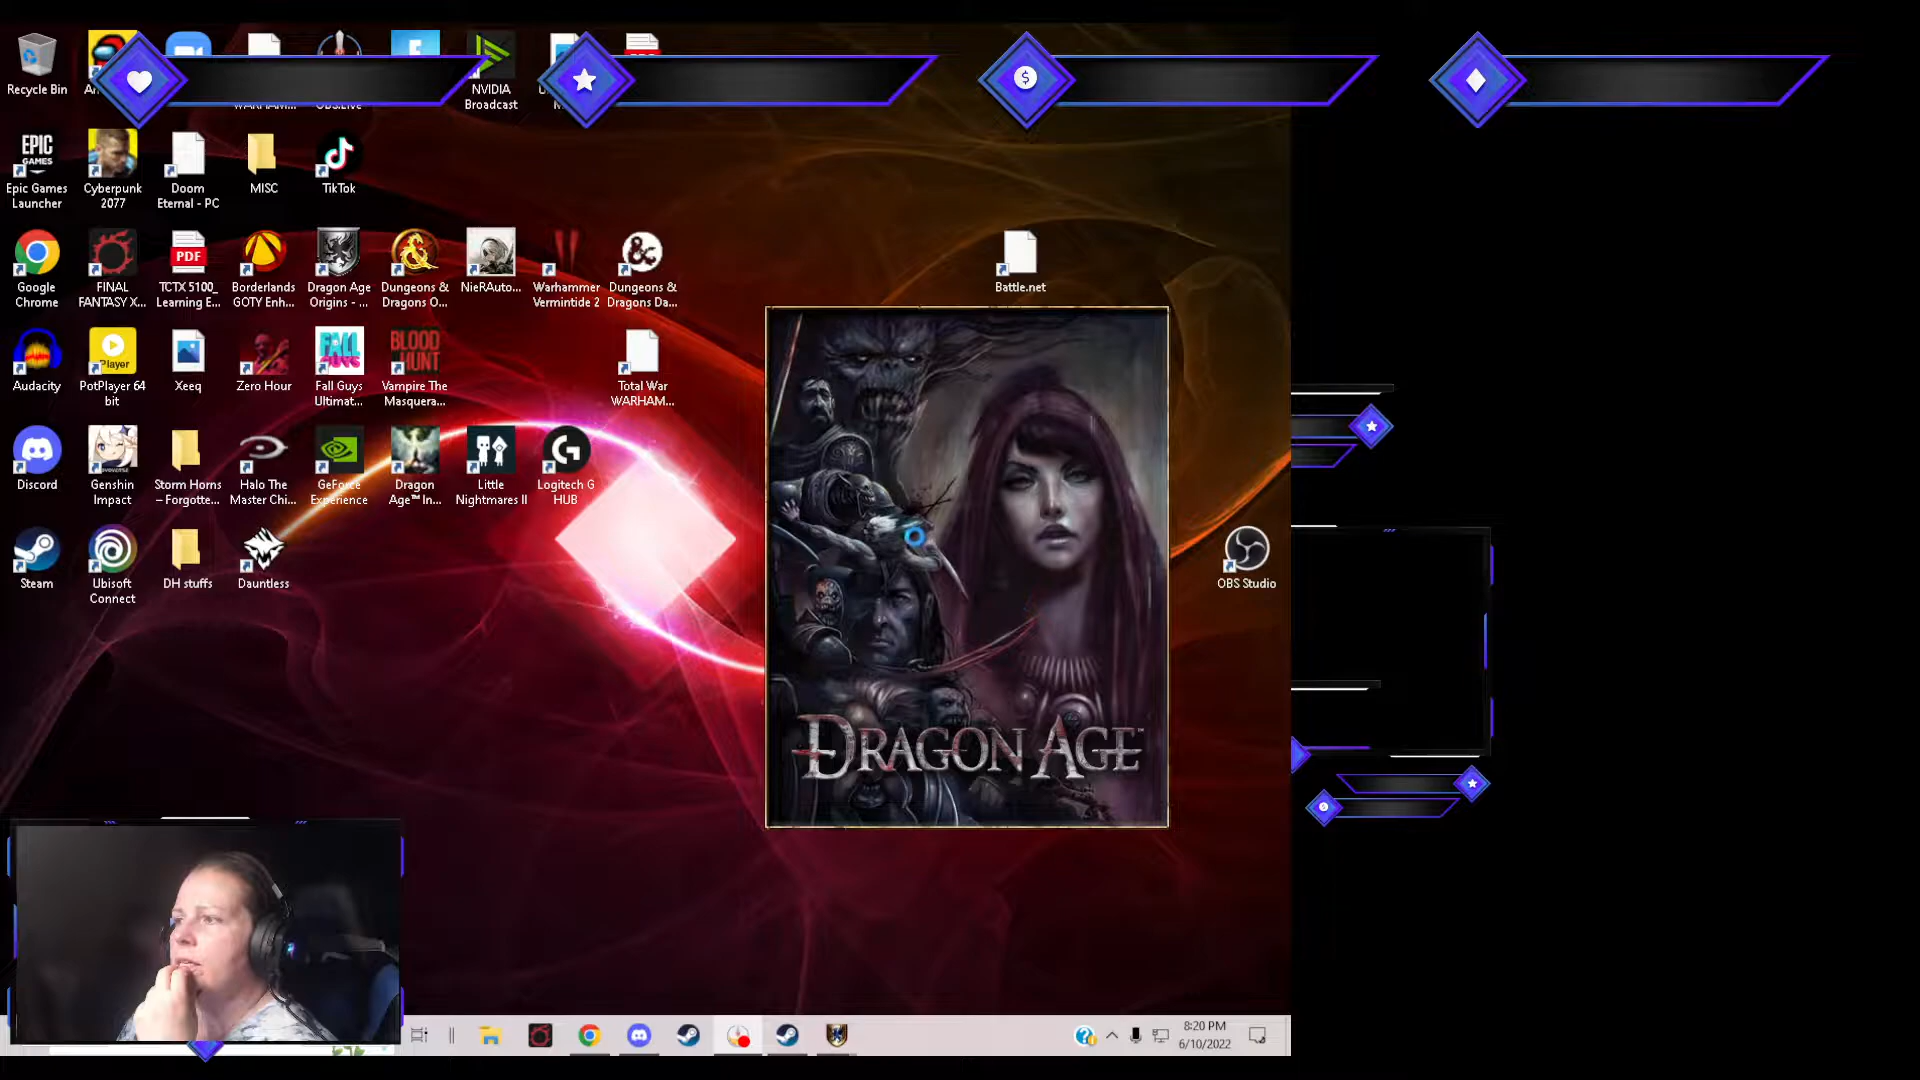 Recycle Bin
NVIDIA
Broadcast
EPIC
GAMES
Epic Games
Launcher
Cyberpunk
2077
Doom
Eternal - PC
MISC
TikTok
Google
Chrome
FINAL
FANTASY X...
PDF
TCTX 5100_
Learning E...
Borderlands
GOTY Enh...
Dragon Age
Origins - ...
Dungeons &
Dragons O...
NieRAuto...
Warhammer
Vermintide 2
Dungeons &
Dragons Da...
Battle.net
Audacity
Player
PotPlayer 64
bit
Xeeq
Zero Hour
FALL
GUYS
Fall Guys
Ultimat...
BLOOD
HUNT
Vampire The
Masquera...
Total War
WARHAM...
Discord
Genshin
Impact
Storm Horns
– Forgotte...
Halo The
Master Chi...
GeForce
Experience
Dragon
Age™ In...
Little
Nightmares II
Logitech G
HUB
Steam
Ubisoft
Connect
DH stuffs
Dauntless
OBS Studio
DRAGON AGE™
8:20 PM
6/10/2022